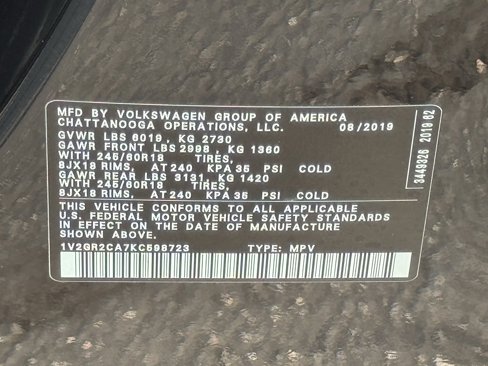 MFD BY VOLKSWAGEN GROUP OF AMERICA
CHATTANOOGA OPERATIONS, LLC. 08/2019
GVWR LBS 6019 , KG 2730
GAWR FRONT LBS 2998 , KG 1360
WITH 245/60R18 TIRES,
8JX18 RIMS, AT 240 KPA 35 PSI COLD
GAWR REAR LBS 3131, KG 1420
WITH 245/60R18 TIRES,
8JX18 RIMS, AT 240 KPA 35 PSI COLD
THIS VEHICLE CONFORMS TO ALL APPLICABLE
U.S. FEDERAL MOTOR VEHICLE SAFETY STANDARDS
IN EFFECT ON THE DATE OF MANUFACTURE
SHOWN ABOVE.
1V2GR2CA7KC598723 TYPE: MPV
3449326 2019 62